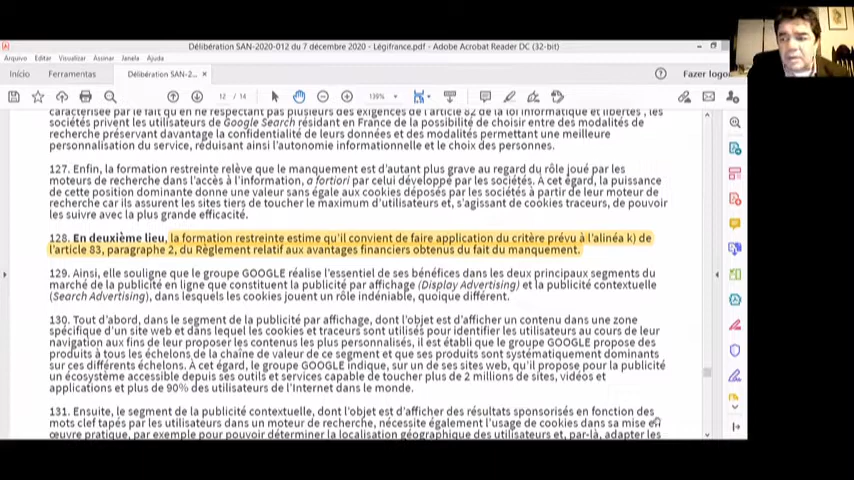 Délibération SAN-2020-012 du 7 décembre 2020 - Légifrance.pdf - Adobe Acrobat Reader DC (32-bit)
Arquivo Editar Visualizar Assinar Janela Ajuda
Início Ferramentas Délibération SAN-2... × Fazer logon
12 / 14 139%
caractérisée par le fait qu'en ne respectant pas plusieurs des exigences de l'article 82 de la loi Informatique et libertés , les
sociétés privent les utilisateurs de Google Search résidant en France de la possibilité de choisir entre des modalités de
recherche préservant davantage la confidentialité de leurs données et des modalités permettant une meilleure
personnalisation du service, réduisant ainsi l'autonomie informationnelle et le choix des personnes.
127. Enfin, la formation restreinte relève que le manquement est d'autant plus grave au regard du rôle joué par les
moteurs de recherche dans l'accès à l'information, a fortiori par celui développé par les sociétés. A cet égard, la puissance
de cette position dominante donne une valeur sans égale aux cookies déposés par les sociétés à partir de leur moteur de
recherche car ils assurent les sites tiers de toucher le maximum d'utilisateurs et, s'agissant de cookies traceurs, de pouvoir
les suivre avec la plus grande efficacité.
128. En deuxième lieu, la formation restreinte estime qu'il convient de faire application du critère prévu à l'alinéa k) de
l'article 83, paragraphe 2, du Règlement relatif aux avantages financiers obtenus du fait du manquement.
129. Ainsi, elle souligne que le groupe GOOGLE réalise l'essentiel de ses bénéfices dans les deux principaux segments du
marché de la publicité en ligne que constituent la publicité par affichage (Display Advertising) et la publicité contextuelle
(Search Advertising), dans lesquels les cookies jouent un rôle indéniable, quoique différent.
130. Tout d'abord, dans le segment de la publicité par affichage, dont l'objet est d'afficher un contenu dans une zone
spécifique d'un site web et dans lequel les cookies et traceurs sont utilisés pour identifier les utilisateurs au cours de leur
navigation aux fins de leur proposer les contenus les plus personnalisés, il est établi que le groupe GOOGLE propose des
produits à tous les échelons de la chaîne de valeur de ce segment et que ses produits sont systématiquement dominants
sur ces différents échelons. À cet égard, le groupe GOOGLE indique, sur un de ses sites web, qu'il propose pour la publicité
un écosystème accessible depuis ses outils et services capable de toucher plus de 2 millions de sites, vidéos et
applications et plus de 90% des utilisateurs de l'Internet dans le monde.
131. Ensuite, le segment de la publicité contextuelle, dont l'objet est d'afficher des résultats sponsorisés en fonction des
mots clef tapés par les utilisateurs dans un moteur de recherche, nécessite également l'usage de cookies dans sa mise en
œuvre pratique, par exemple pour pouvoir déterminer la localisation géographique des utilisateurs et, par-là, adapter les